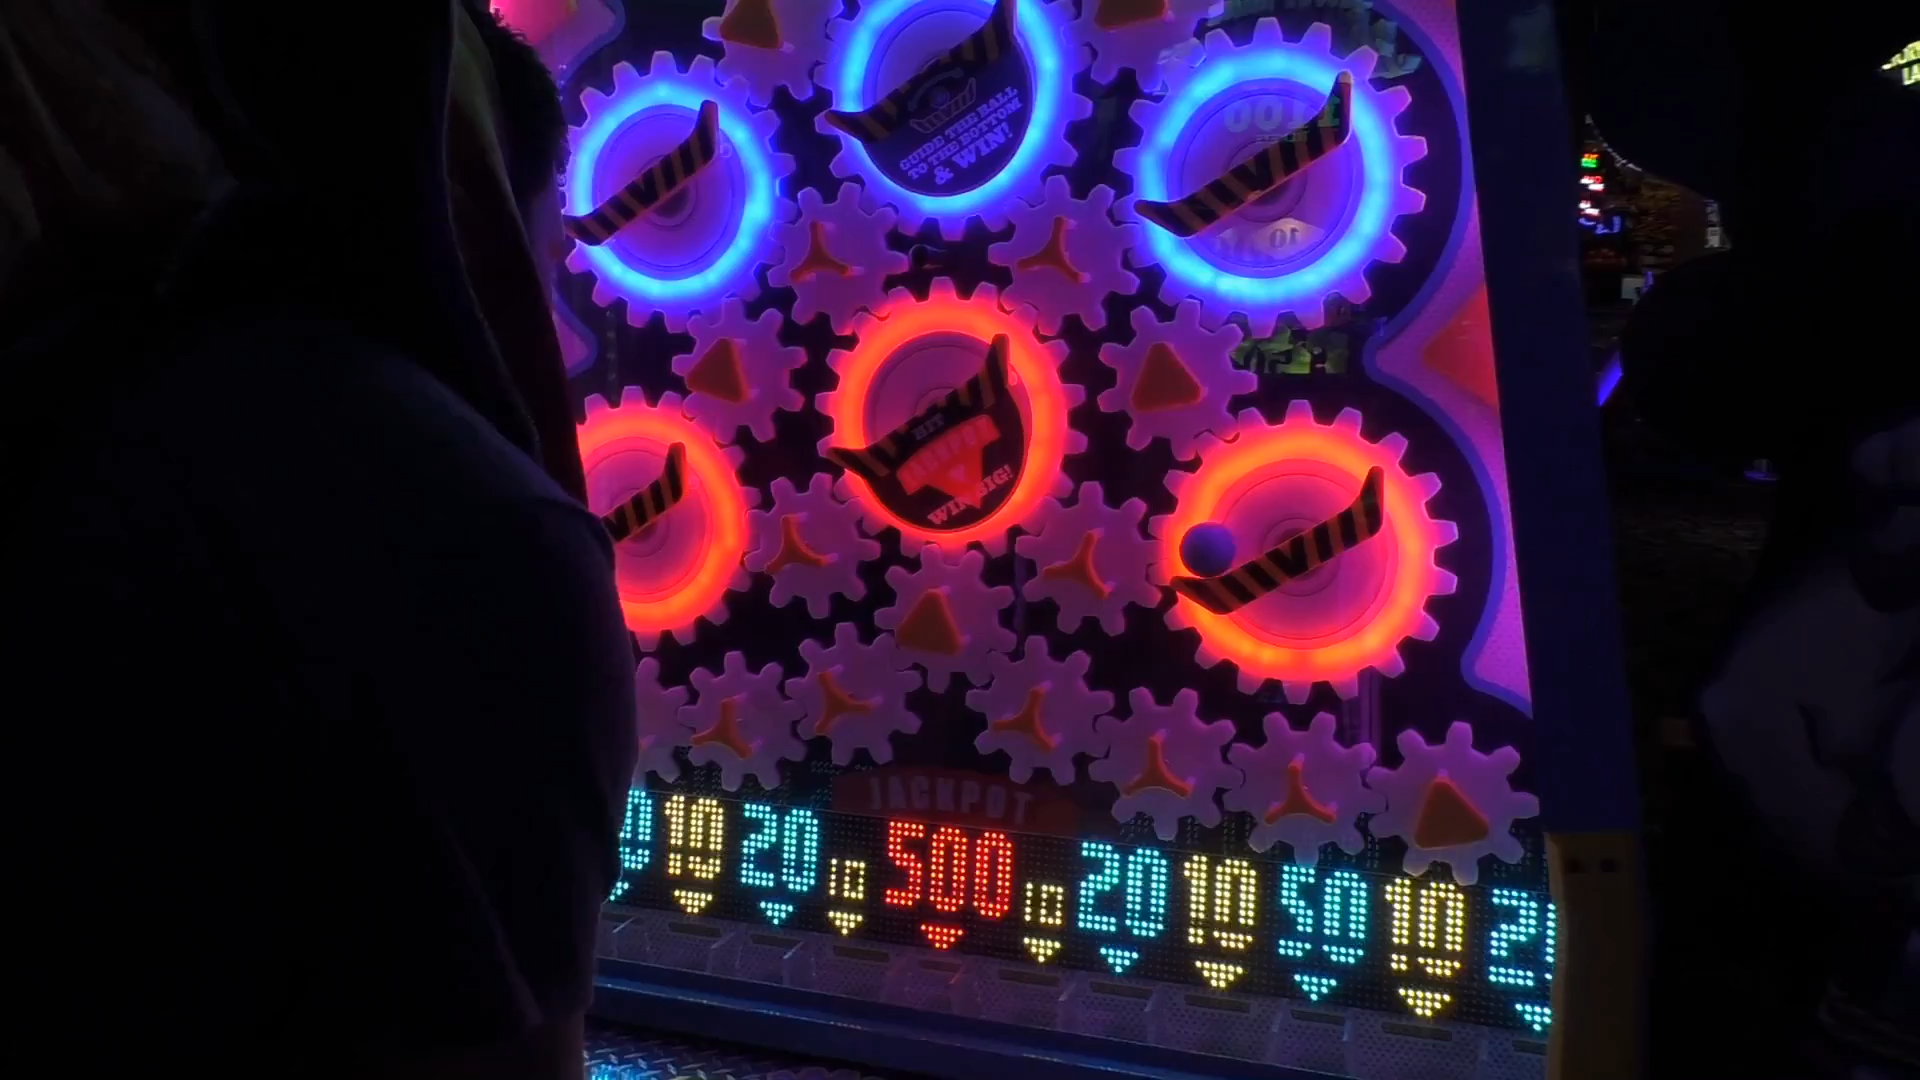 GUIDE THE BALL
TO THE BOTTOM
& WIN!
HIT
JACKPOT
WIN BIG!
JACKPOT
10 20 10 500 10 20 10 50 10